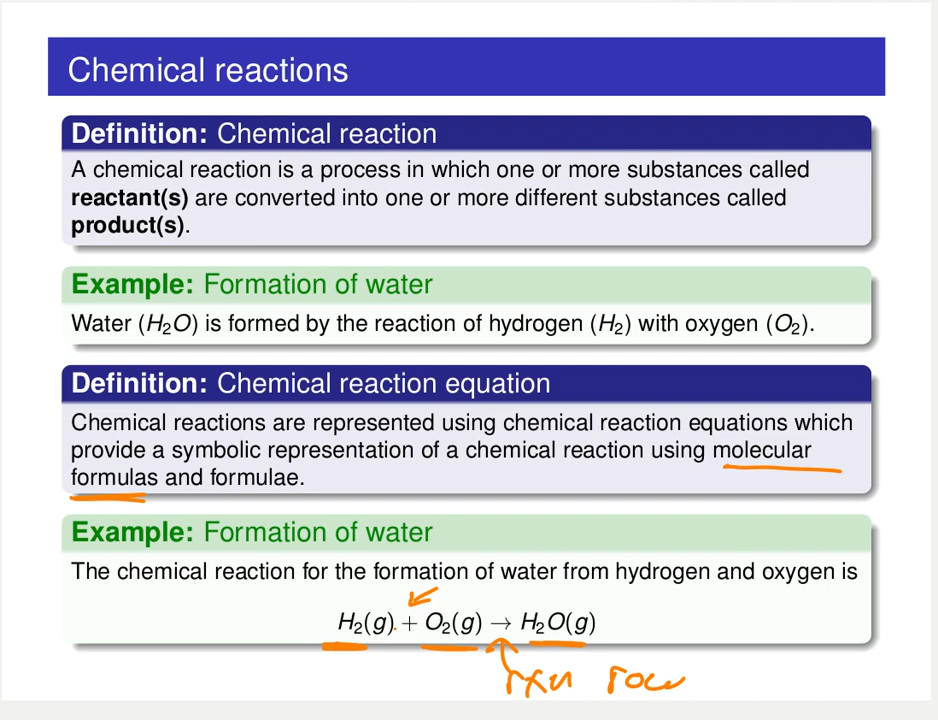 Chemical reactions
Definition: Chemical reaction
A chemical reaction is a process in which one or more substances called
reactant(s) are converted into one or more different substances called
product(s).
Example: Formation of water
Water (H₂O) is formed by the reaction of hydrogen (H₂) with oxygen (O₂).
Definition: Chemical reaction equation
Chemical reactions are represented using chemical reaction equations which
provide a symbolic representation of a chemical reaction using molecular
formulas and formulae.
Example: Formation of water
The chemical reaction for the formation of water from hydrogen and oxygen is
H₂(g) + O₂(g) → H₂O(g)
rxn